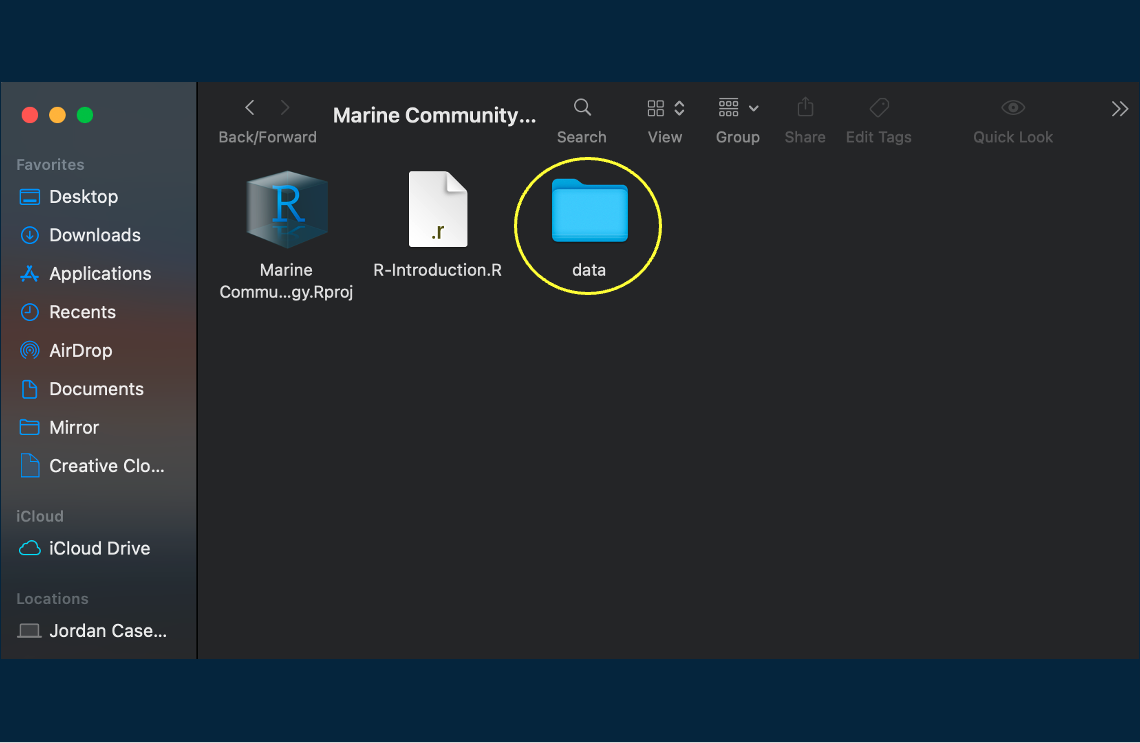 Marine Community...
Back/Forward
Search
View
Group
Share
Edit Tags
Quick Look
Favorites
Desktop
Downloads
Applications
Recents
AirDrop
Documents
Mirror
Creative Clo...
iCloud
iCloud Drive
Locations
Jordan Case...
R
Marine
Commu...gy.Rproj
.r
R-Introduction.R
data